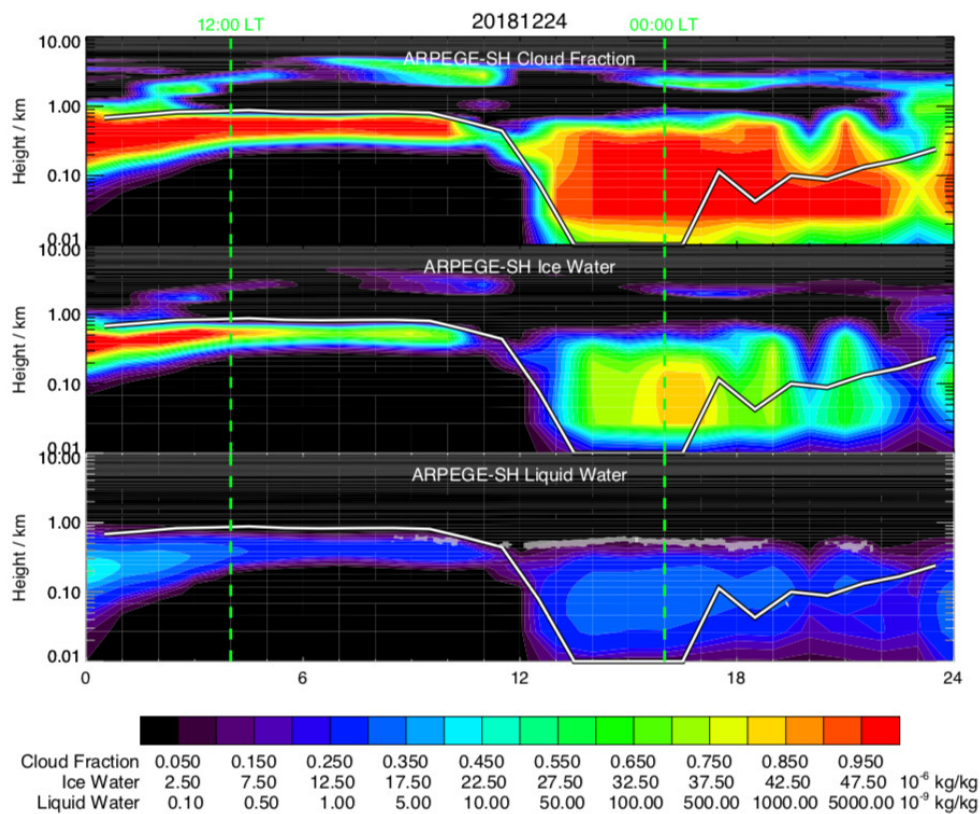 12:00 LT 20181224 00:00 LT
10.00
ARPEGE-SH Cloud Fraction
1.00
Height / km
0.10
0.01
10.00
ARPEGE-SH Ice Water
1.00
Height / km
0.10
0.01
10.00
ARPEGE-SH Liquid Water
1.00
Height / km
0.10
0.01
0 6 12 18 24
Cloud Fraction 0.050 0.150 0.250 0.350 0.450 0.550 0.650 0.750 0.850 0.950
Ice Water 2.50 7.50 12.50 17.50 22.50 27.50 32.50 37.50 42.50 47.50 10⁻⁶ kg/kg
Liquid Water 0.10 0.50 1.00 5.00 10.00 50.00 100.00 500.00 1000.00 5000.00 10⁻⁹ kg/kg